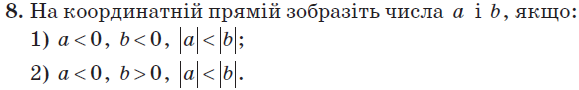 8. На координатній прямій зобразіть числа a і b, якщо:
1) a < 0, b < 0, |a| < |b|;
2) a < 0, b > 0, |a| < |b|.